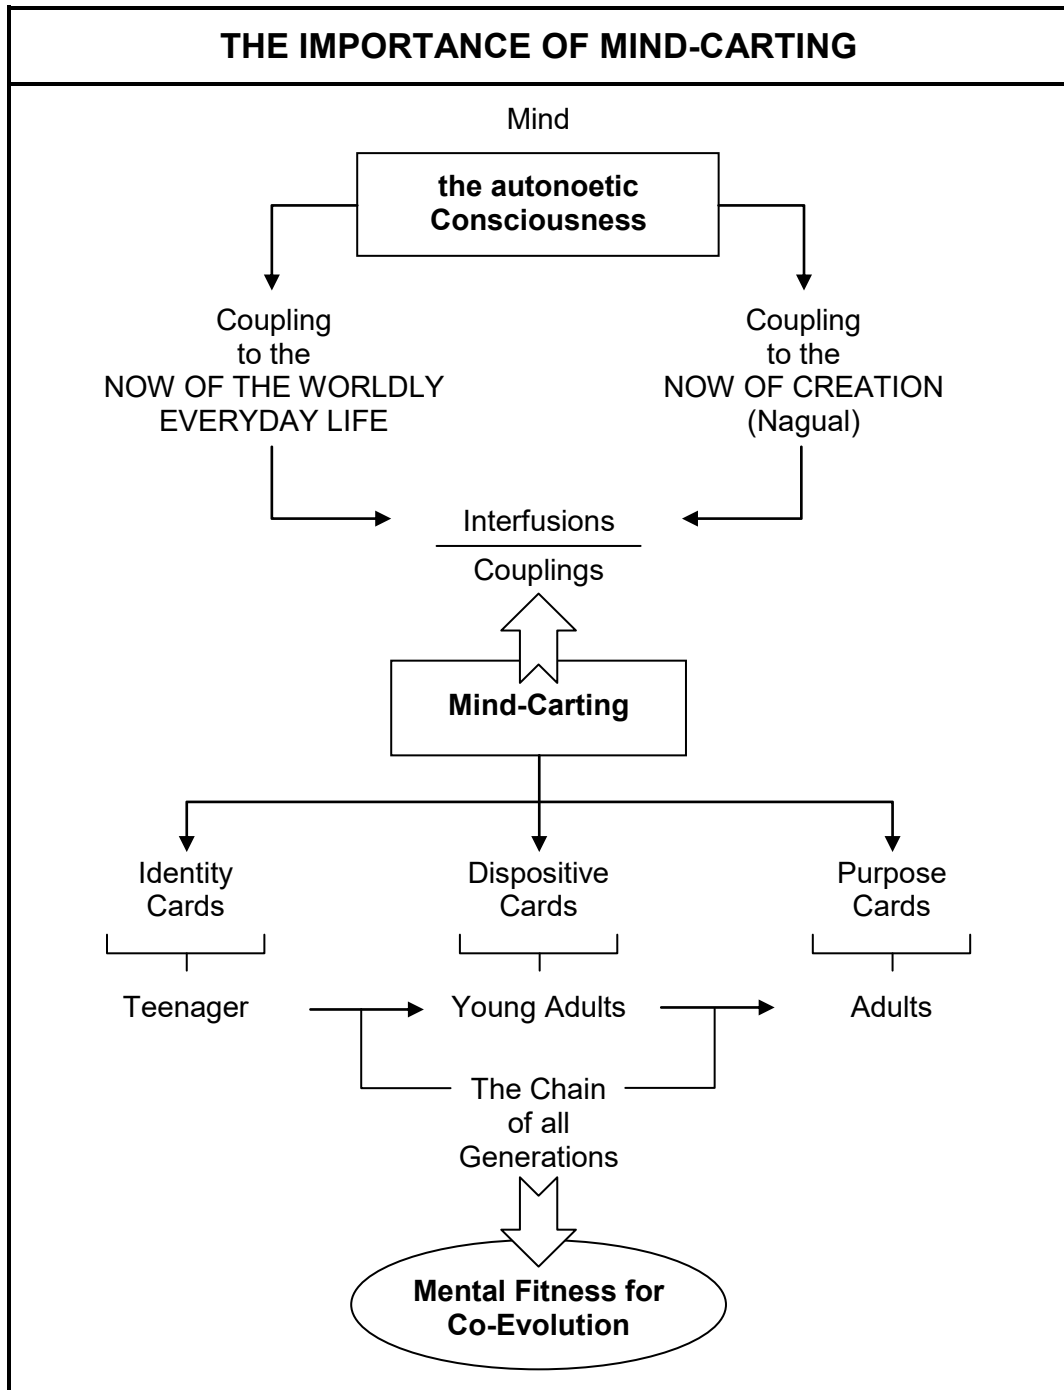 THE IMPORTANCE OF MIND-CARTING
Mind
the autonoetic
Consciousness
Coupling
to the
NOW OF THE WORLDLY
EVERYDAY LIFE
Coupling
to the
NOW OF CREATION
(Nagual)
Interfusions
Couplings
Mind-Carting
Identity
Cards
Dispositive
Cards
Purpose
Cards
Teenager
Young Adults
Adults
The Chain
of all
Generations
Mental Fitness for
Co-Evolution